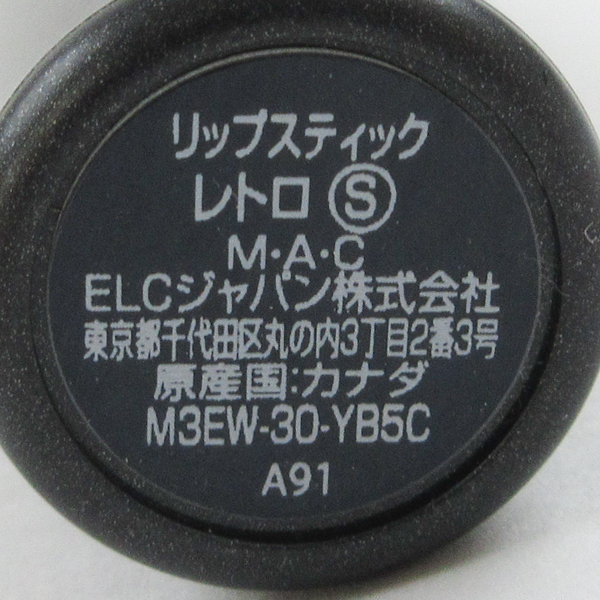 リップスティック
レトロ Ⓢ
M·A·C
ELCジャパン株式会社
東京都千代田区丸の内3丁目2番3号
原産国:カナダ
M3EW-30-YB5C
A91